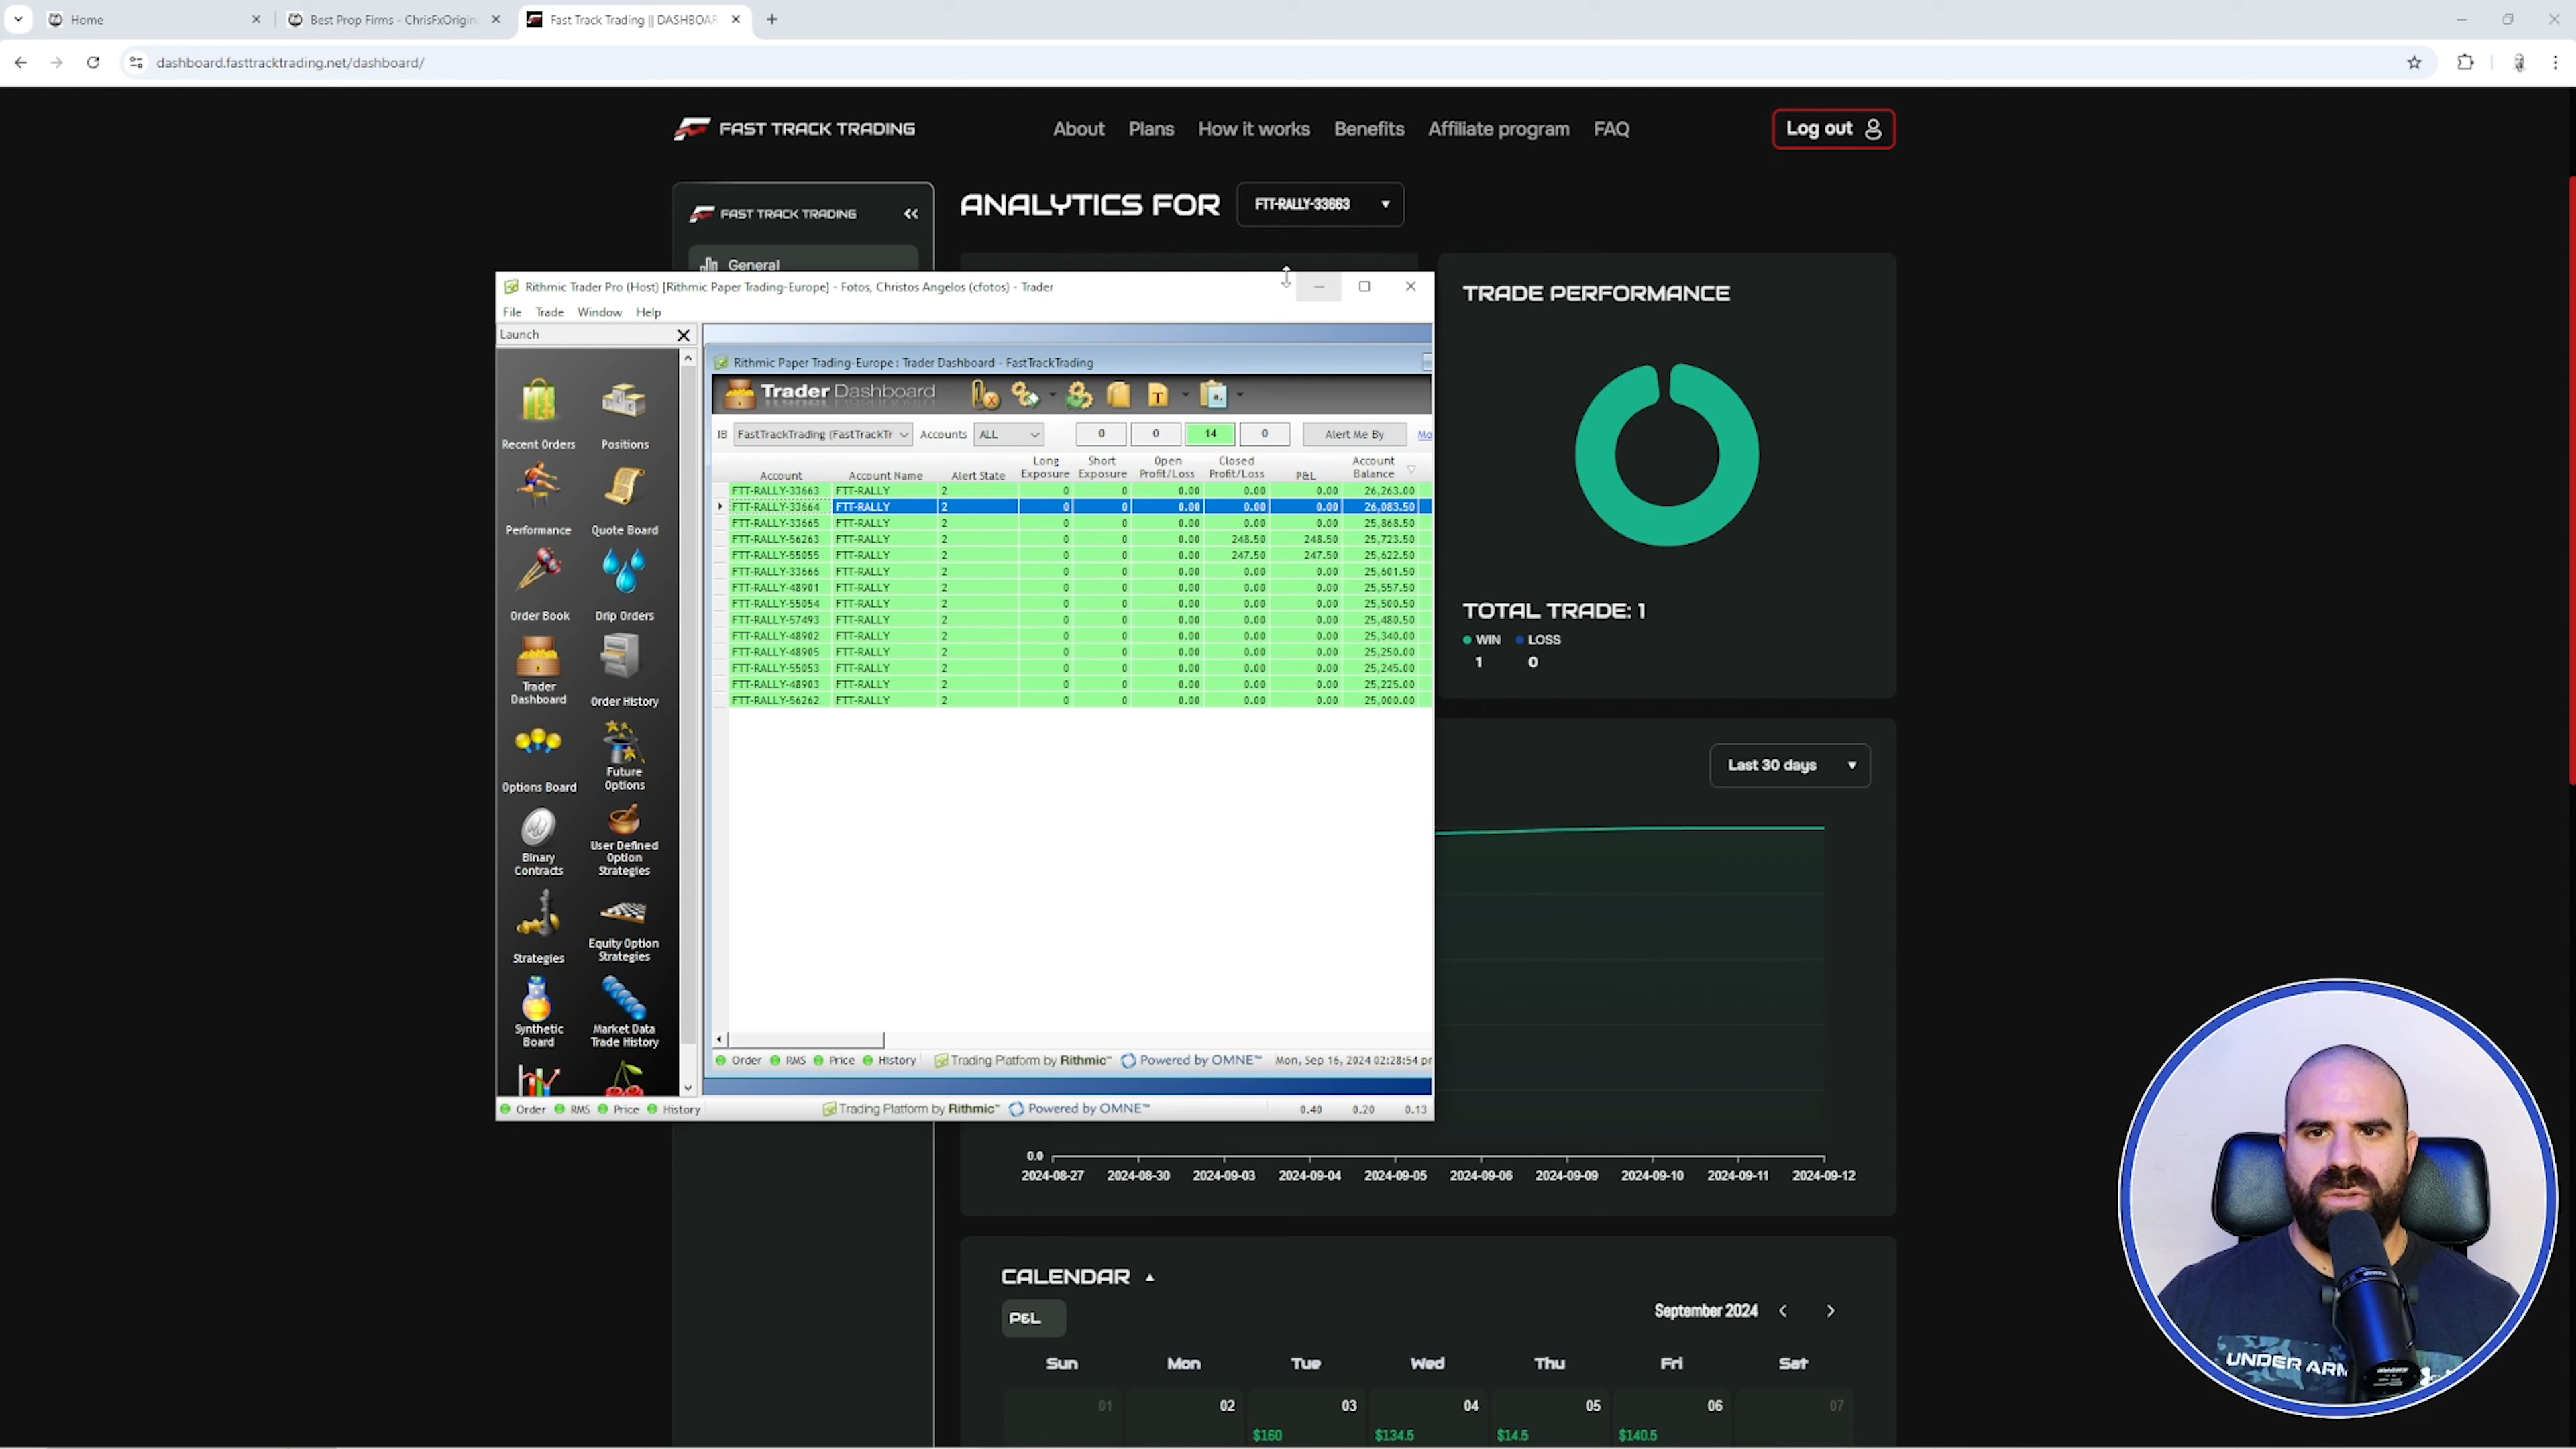 Home
Best Prop Firms - ChrisFxOrigin
Fast Track Trading || DASHBOAR
dashboard.fasttracktrading.net/dashboard/
FAST TRACK TRADING
About Plans How it works Benefits Affiliate program FAQ
Log out
FAST TRACK TRADING
General
ANALYTICS FOR
FTT-RALLY-33663
Rithmic Trader Pro (Host) [Rithmic Paper Trading-Europe] - Fotos, Christos Angelos (cfotos) - Trader
File Trade Window Help
Launch
Recent Orders Positions
Performance Quote Board
Order Book Drip Orders
Trader Dashboard Order History
Options Board Future Options
Binary Contracts User Defined Option Strategies
Strategies Equity Option Strategies
Synthetic Board Market Data Trade History
Rithmic Paper Trading-Europe : Trader Dashboard - FastTrackTrading
Trader Dashboard
IB FastTrackTrading (FastTrackTr Accounts ALL 0 0 14 0 Alert Me By Mo
Account Account Name Alert State Long Exposure Short Exposure Open Profit/Loss Closed Profit/Loss P&L Account Balance
FTT-RALLY-33663 FTT-RALLY 2 0 0 0.00 0.00 0.00 26,263.00
FTT-RALLY-33664 FTT-RALLY 2 0 0 0.00 0.00 0.00 26,083.50
FTT-RALLY-33665 FTT-RALLY 2 0 0 0.00 0.00 0.00 25,868.50
FTT-RALLY-56263 FTT-RALLY 2 0 0 0.00 248.50 248.50 25,723.50
FTT-RALLY-55055 FTT-RALLY 2 0 0 0.00 247.50 247.50 25,622.50
FTT-RALLY-33666 FTT-RALLY 2 0 0 0.00 0.00 0.00 25,601.50
FTT-RALLY-48901 FTT-RALLY 2 0 0 0.00 0.00 0.00 25,557.50
FTT-RALLY-55054 FTT-RALLY 2 0 0 0.00 0.00 0.00 25,500.50
FTT-RALLY-57493 FTT-RALLY 2 0 0 0.00 0.00 0.00 25,480.50
FTT-RALLY-48902 FTT-RALLY 2 0 0 0.00 0.00 0.00 25,340.00
FTT-RALLY-48905 FTT-RALLY 2 0 0 0.00 0.00 0.00 25,250.00
FTT-RALLY-55053 FTT-RALLY 2 0 0 0.00 0.00 0.00 25,245.00
FTT-RALLY-48903 FTT-RALLY 2 0 0 0.00 0.00 0.00 25,225.00
FTT-RALLY-56262 FTT-RALLY 2 0 0 0.00 0.00 0.00 25,000.00
Order RMS Price History Trading Platform by Rithmic™ Powered by OMNE™ Mon, Sep 16, 2024 02:28:54 pr
Order RMS Price History Trading Platform by Rithmic™ Powered by OMNE™ 0.40 0.20 0.13
TRADE PERFORMANCE
TOTAL TRADE: 1
WIN LOSS
1 0
Last 30 days
0.0
2024-08-27 2024-08-30 2024-09-03 2024-09-04 2024-09-05 2024-09-06 2024-09-09 2024-09-10 2024-09-11 2024-09-12
CALENDAR
P&L
September 2024
Sun Mon Tue Wed Thu Fri Sat
01 02 03 04 05 06 07
$160 $134.5 $14.5 $140.5
UNDER ARM